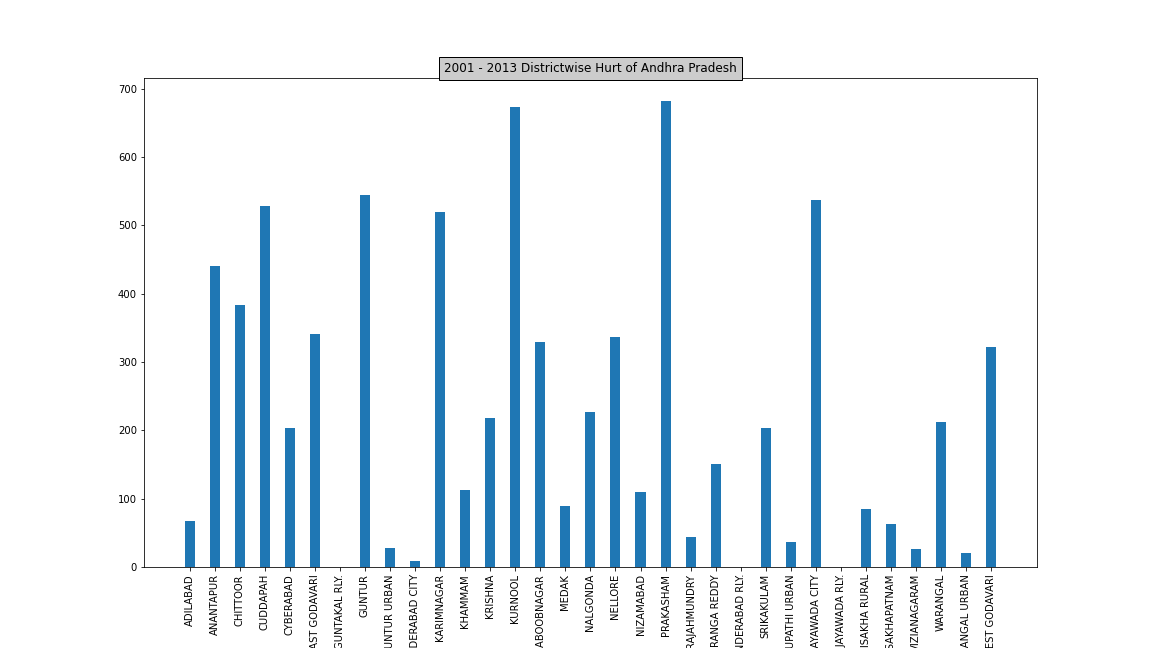 2001 - 2013 Districtwise Hurt of Andhra Pradesh
700
600
500
400
300
200
100
0
ADILABAD
ANANTAPUR
CHITTOOR
CUDDAPAH
CYBERABAD
AST GODAVARI
GUNTAKAL RLY.
GUNTUR
UNTUR URBAN
DERABAD CITY
KARIMNAGAR
KHAMMAM
KRISHNA
KURNOOL
ABOOBNAGAR
MEDAK
NALGONDA
NELLORE
NIZAMABAD
PRAKASHAM
RAJAHMUNDRY
RANGA REDDY
NDERABAD RLY.
SRIKAKULAM
UPATHI URBAN
AYAWADA CITY
JAYAWADA RLY.
ISAKHA RURAL
SAKHAPATNAM
IZIANAGARAM
WARANGAL
ANGAL URBAN
EST GODAVARI